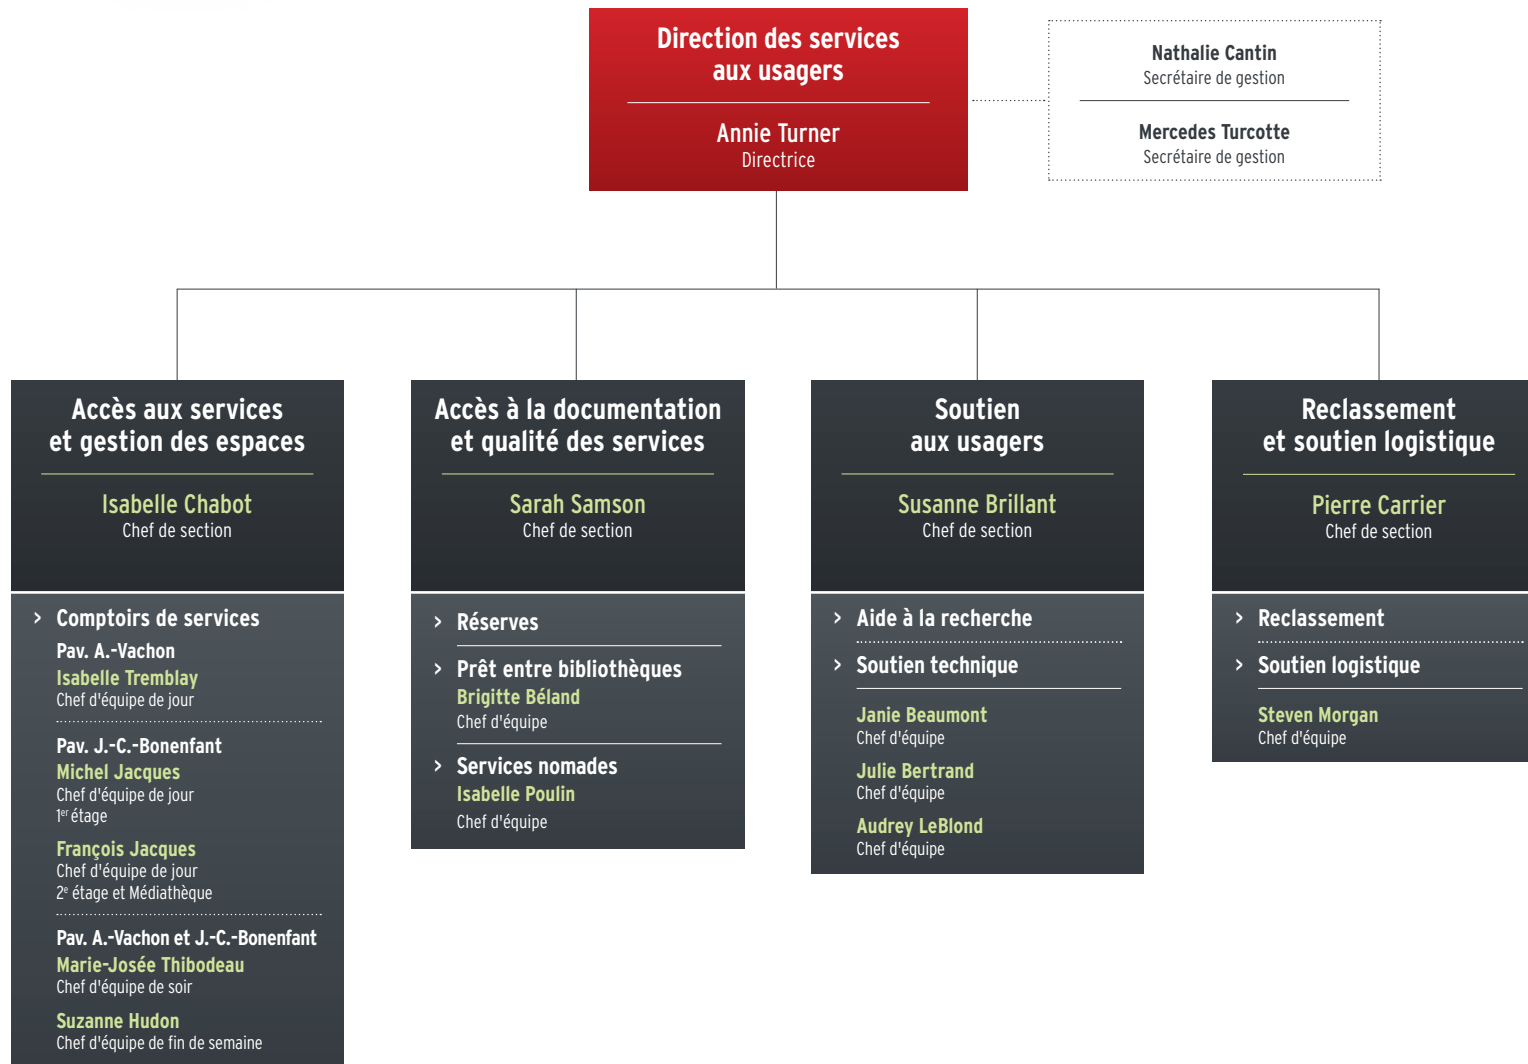 Direction des services
aux usagers
Annie Turner
Directrice
Nathalie Cantin
Secrétaire de gestion
Mercedes Turcotte
Secrétaire de gestion
Accès aux services
et gestion des espaces
Isabelle Chabot
Chef de section
> Comptoirs de services
Pav. A.-Vachon
Isabelle Tremblay
Chef d'équipe de jour
Pav. J.-C.-Bonenfant
Michel Jacques
Chef d'équipe de jour
1er étage
François Jacques
Chef d'équipe de jour
2e étage et Médiathèque
Pav. A.-Vachon et J.-C.-Bonenfant
Marie-Josée Thibodeau
Chef d'équipe de soir
Suzanne Hudon
Chef d'équipe de fin de semaine
Accès à la documentation
et qualité des services
Sarah Samson
Chef de section
> Réserves
> Prêt entre bibliothèques
Brigitte Béland
Chef d'équipe
> Services nomades
Isabelle Poulin
Chef d'équipe
Soutien
aux usagers
Susanne Brillant
Chef de section
> Aide à la recherche
> Soutien technique
Janie Beaumont
Chef d'équipe
Julie Bertrand
Chef d'équipe
Audrey LeBlond
Chef d'équipe
Reclassement
et soutien logistique
Pierre Carrier
Chef de section
> Reclassement
> Soutien logistique
Steven Morgan
Chef d'équipe